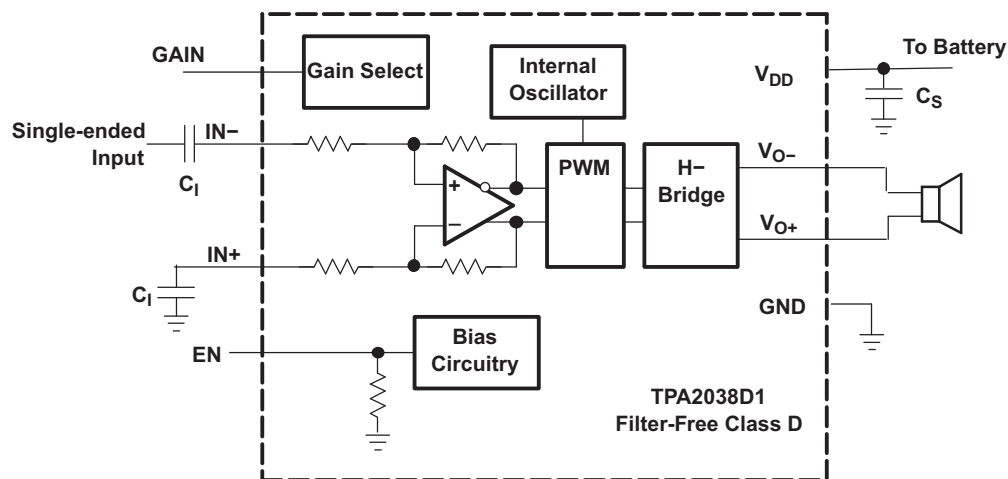 GAIN
Gain Select
Internal
Oscillator
V_DD
To Battery
C_S
Single-ended
Input
IN−
C_I
+
−
PWM
H−
Bridge
V_O−
V_O+
IN+
C_I
GND
EN
Bias
Circuitry
TPA2038D1
Filter-Free Class D